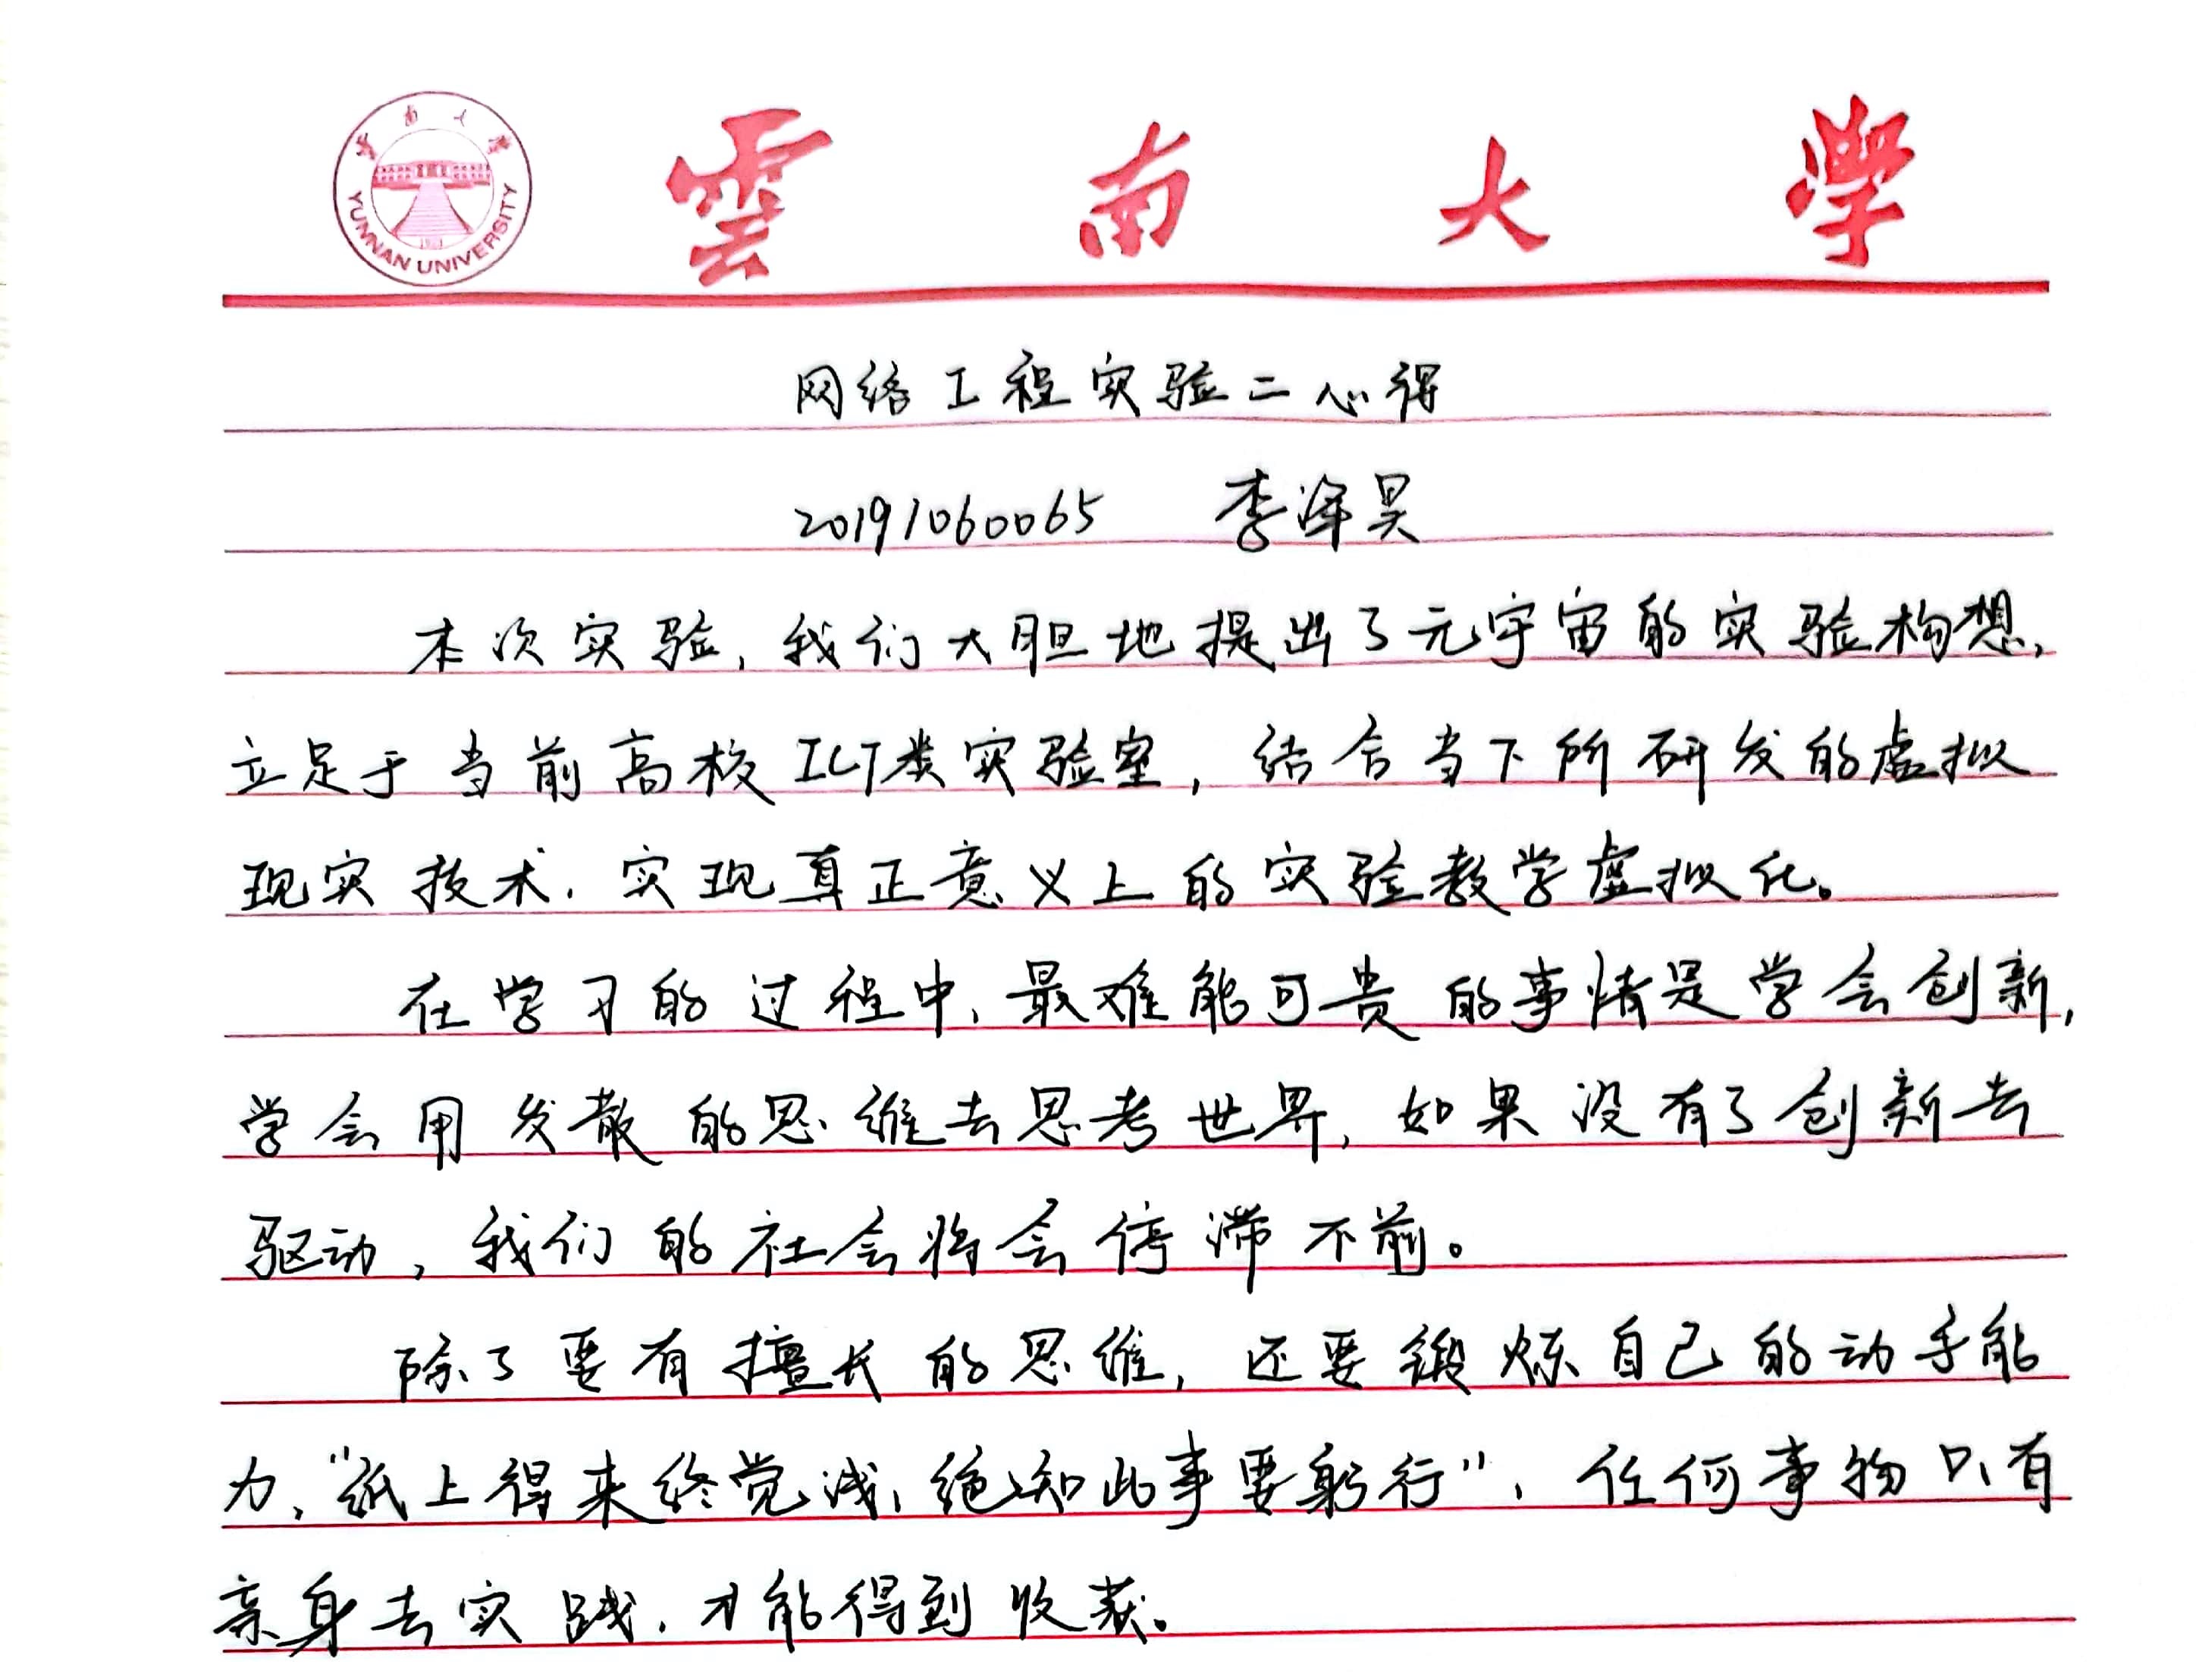 雲南大學
YUNNAN UNIVERSITY
网络工程实验二心得
20191060065 李泽昊
本次实验,我们大胆地提出了元宇宙的实验构想,
立足于当前高校ICT类实验室,结合当下所研发的虚拟
现实技术,实现真正意义上的实验教学虚拟化。
在学习的过程中,最难能可贵的事情是学会创新,
学会用发散的思维去思考世界,如果没有了创新去
驱动,我们的社会将会停滞不前。
除了要有擅长的思维,还要锻炼自己的动手能
力,“纸上得来终觉浅,绝知此事要躬行”,任何事物只有
亲身去实践,才能得到收获。